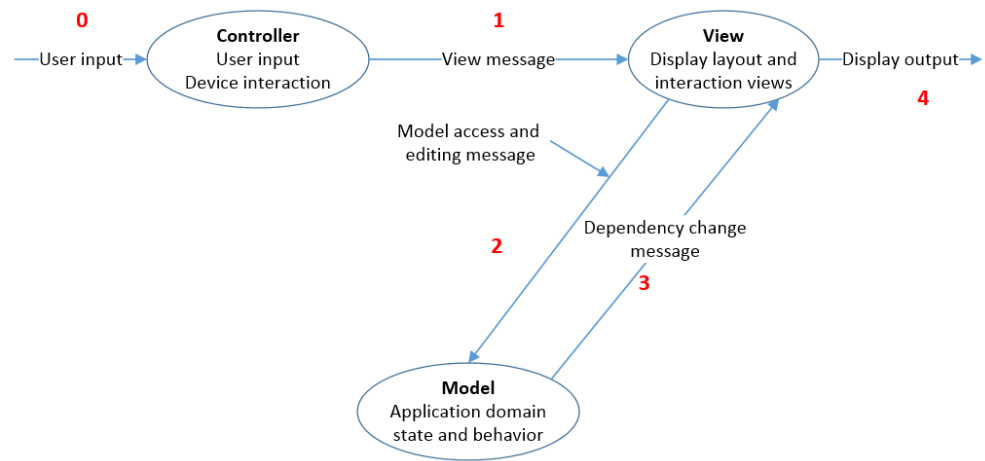 0
1
User input
Controller
User input
Device interaction
View message
View
Display layout and
interaction views
Display output
4
Model access and
editing message
2
Dependency change
message
3
Model
Application domain
state and behavior